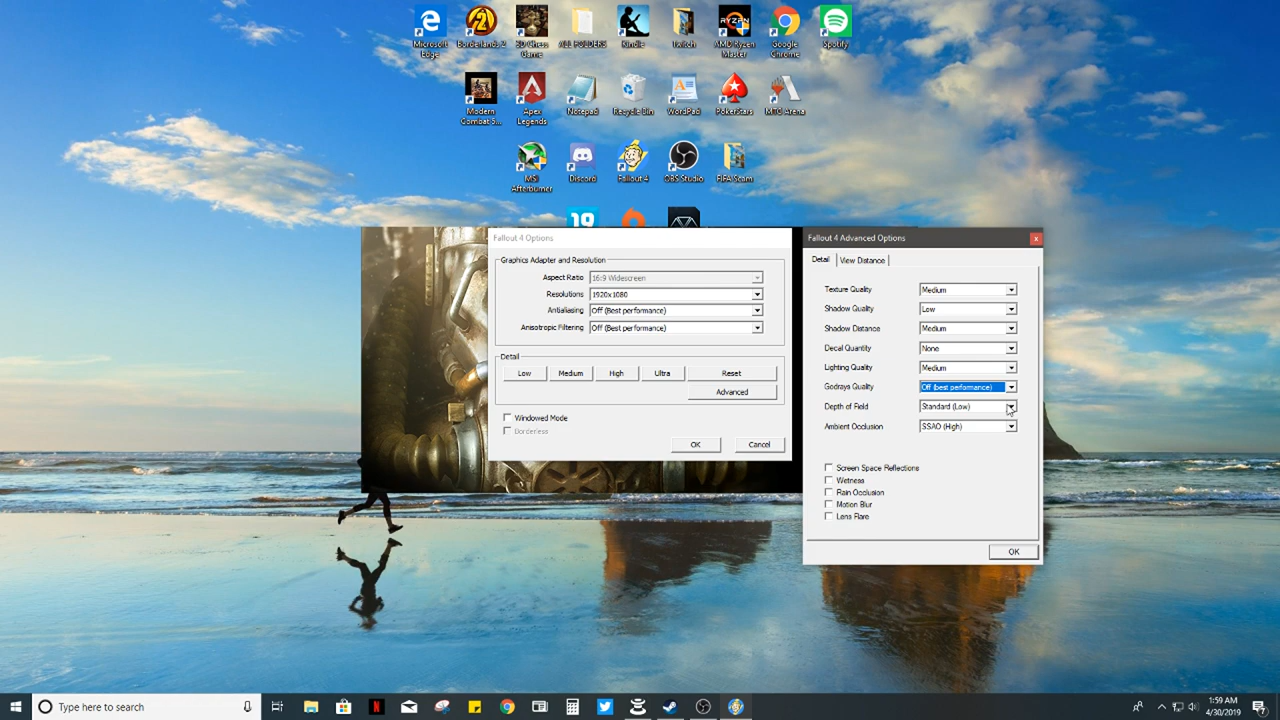 Microsoft Edge
Borderlands 2
3D Chess Game
ALL FOLDERS
Kindle
Twitch
AMD Ryzen Master
Google Chrome
Spotify
RYZEN
Modern Combat 5...
Apex Legends
Notepad
Recycle Bin
WordPad
PokerStars
MTG Arena
MSI Afterburner
Discord
Fallout 4
OBS Studio
FIFA Scam
19
Fallout 4 Options
Graphics Adapter and Resolution
Aspect Ratio 16:9 Widescreen
Resolutions 1920x1080
Antialiasing Off (Best performance)
Anisotropic Filtering Off (Best performance)
Detail
Low Medium High Ultra Reset
Advanced
Windowed Mode
Borderless
OK Cancel
Fallout 4 Advanced Options
x
Detail View Distance
Texture Quality Medium
Shadow Quality Low
Shadow Distance Medium
Decal Quantity None
Lighting Quality Medium
Godrays Quality Off (best performance)
Depth of Field Standard (Low)
Ambient Occlusion SSAO (High)
Screen Space Reflections
Wetness
Rain Occlusion
Motion Blur
Lens Flare
OK
Type here to search
1:59 AM
4/30/2019